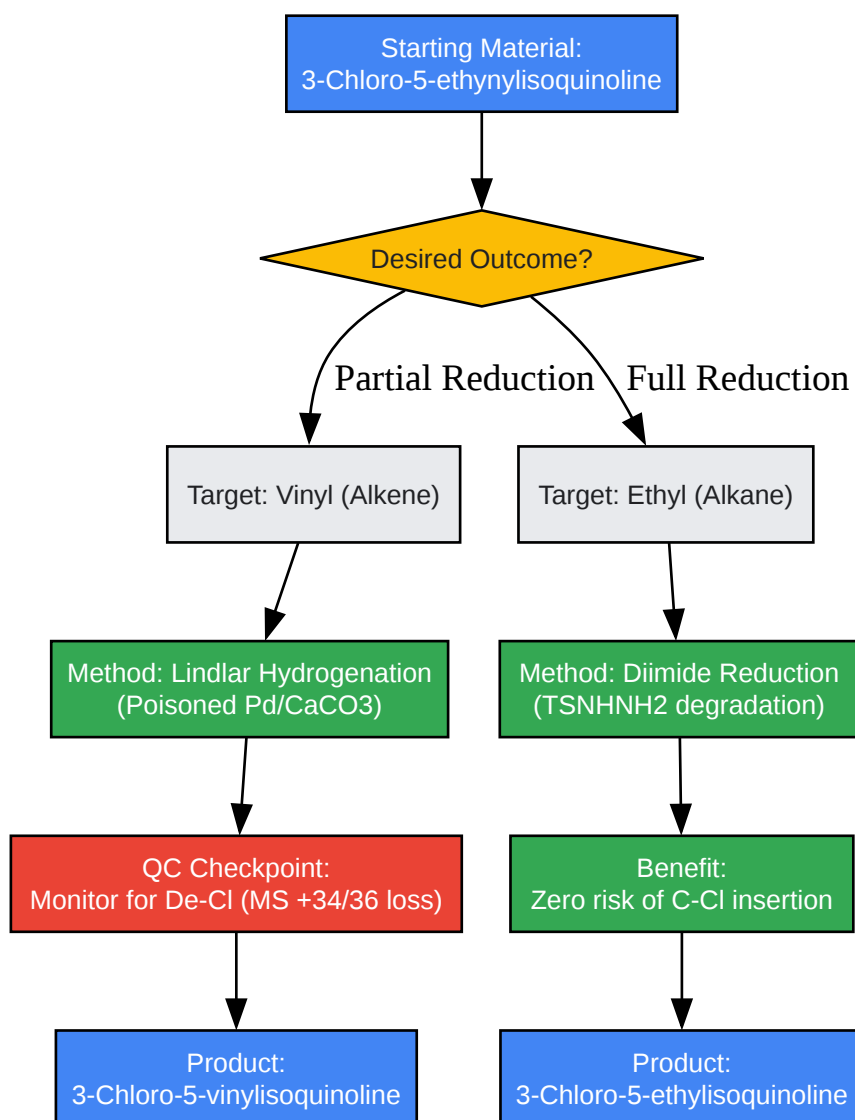 Starting Material:
3-Chloro-5-ethynylisoquinoline
Desired Outcome?
Partial Reduction
Full Reduction
Target: Vinyl (Alkene)
Target: Ethyl (Alkane)
Method: Lindlar Hydrogenation
(Poisoned Pd/CaCO3)
Method: Diimide Reduction
(TSNHNH2 degradation)
QC Checkpoint:
Monitor for De-Cl (MS +34/36 loss)
Benefit:
Zero risk of C-Cl insertion
Product:
3-Chloro-5-vinylisoquinoline
Product:
3-Chloro-5-ethylisoquinoline